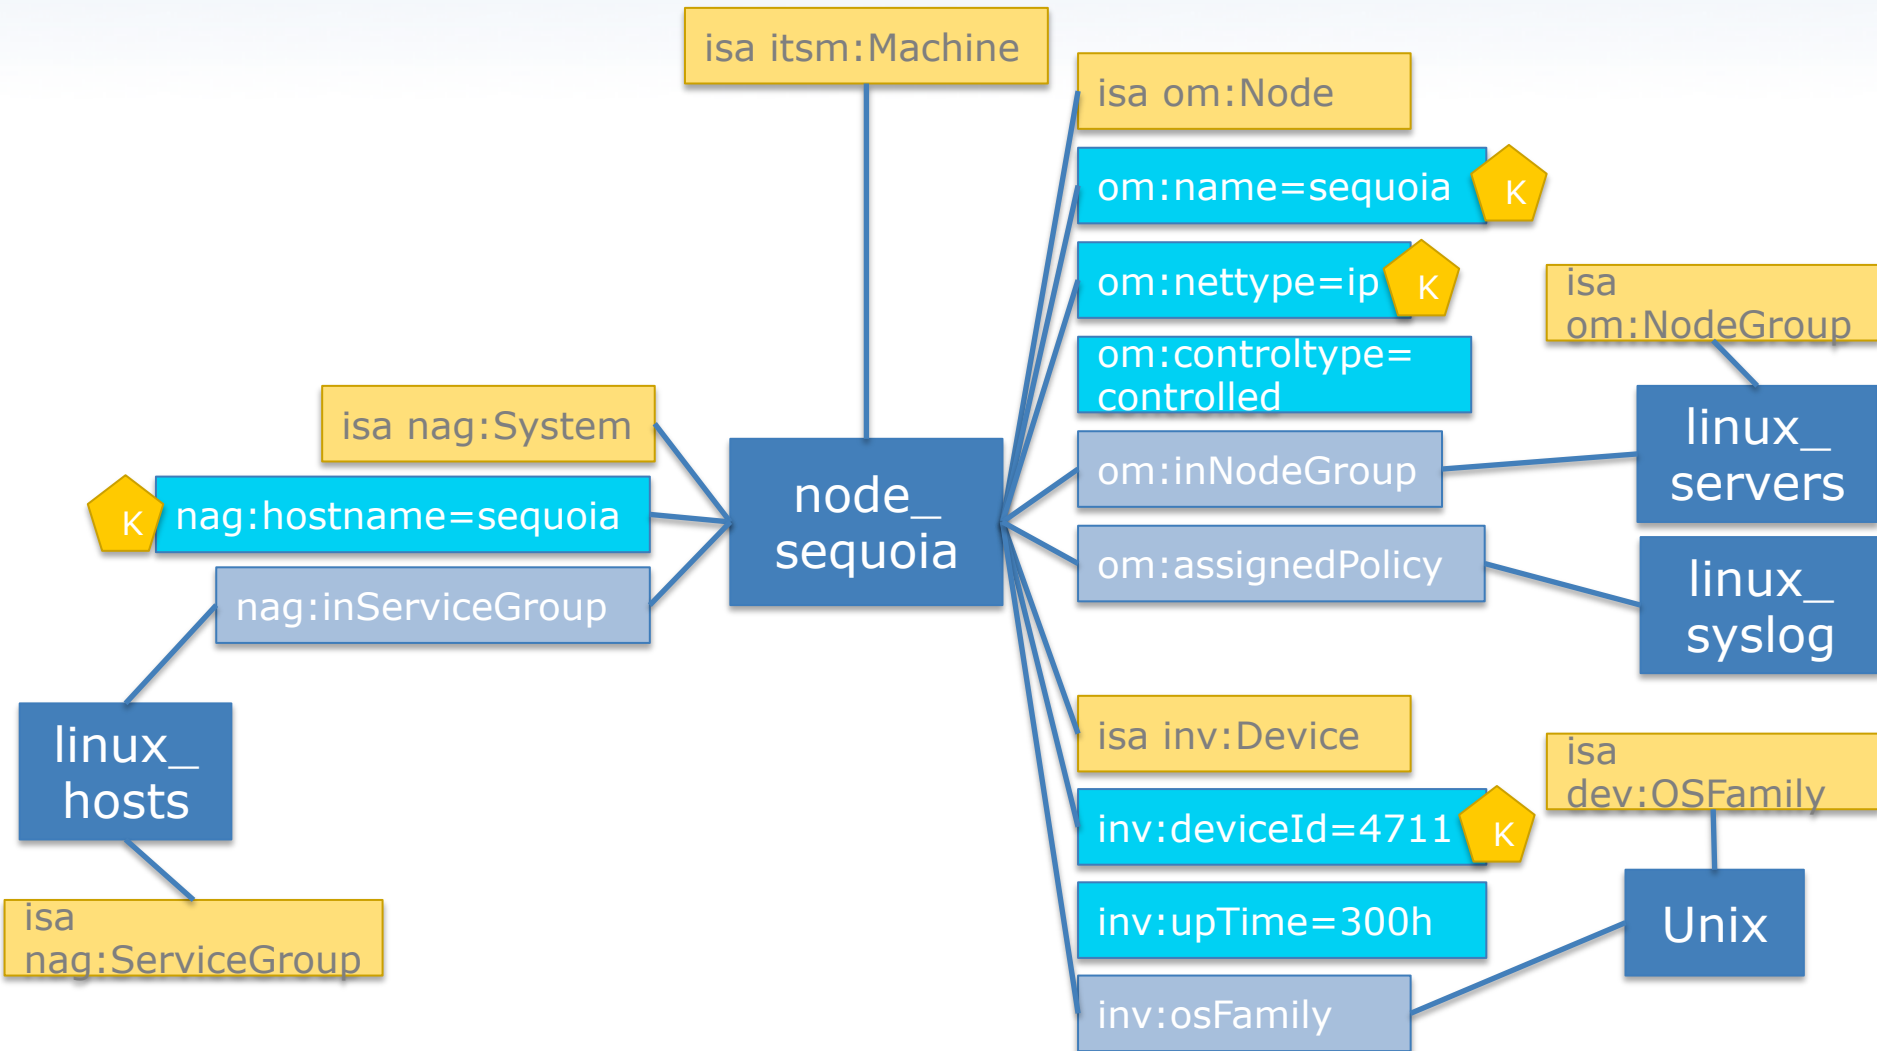 isa itsm:Machine
isa om:Node
om:name=sequoia
K
om:nettype=ip
K
isa
om:NodeGroup
om:controltype=
controlled
isa nag:System
linux_
servers
om:inNodeGroup
K
nag:hostname=sequoia
node_
sequoia
om:assignedPolicy
linux_
syslog
nag:inServiceGroup
isa inv:Device
isa
dev:OSFamily
linux_
hosts
inv:deviceId=4711
K
inv:upTime=300h
Unix
isa
nag:ServiceGroup
inv:osFamily